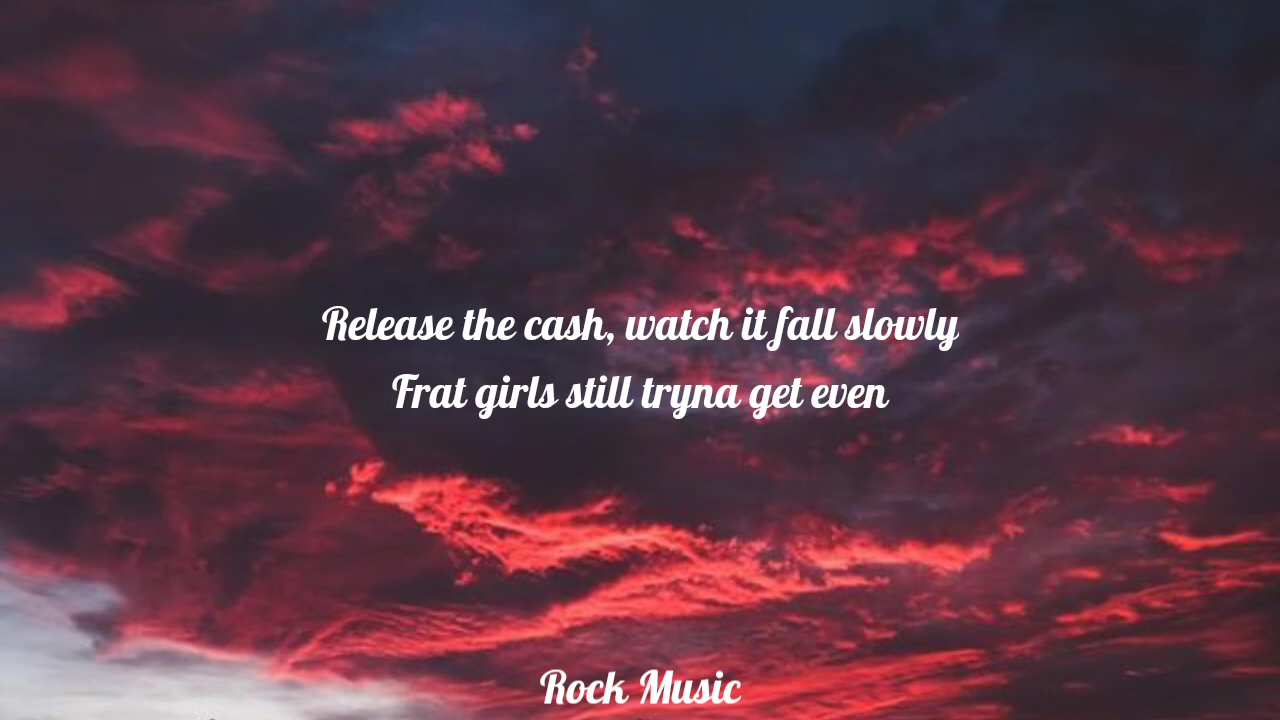 Release the cash, watch it fall slowly
Frat girls still tryna get even
Rock Music